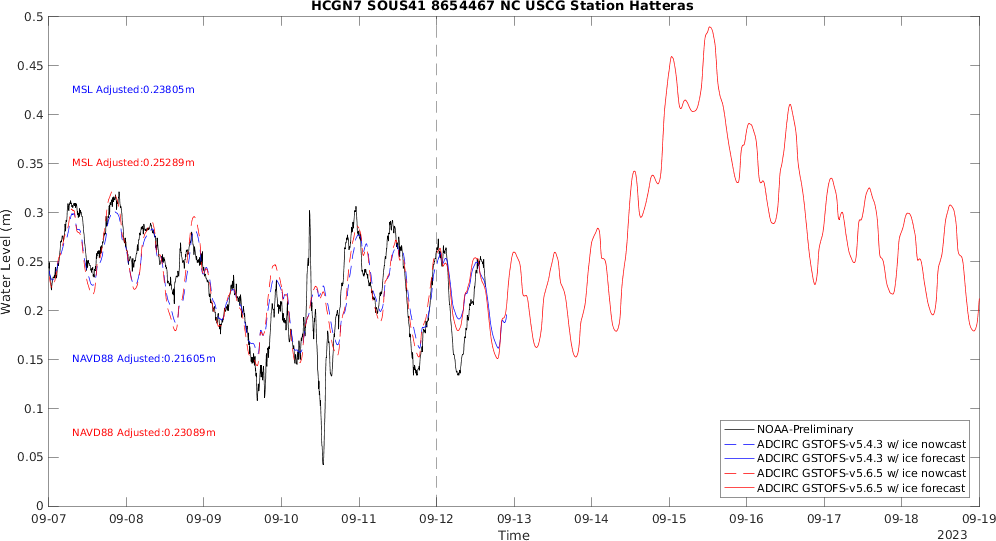 HCGN7 SOUS41 8654467 NC USCG Station Hatteras
Water Level (m)
0.5
0.45
0.4
0.35
0.3
0.25
0.2
0.15
0.1
0.05
0
MSL Adjusted:0.23805m
MSL Adjusted:0.25289m
NAVD88 Adjusted:0.21605m
NAVD88 Adjusted:0.23089m
NOAA-Preliminary
ADCIRC GSTOFS-v5.4.3 w/ ice nowcast
ADCIRC GSTOFS-v5.4.3 w/ ice forecast
ADCIRC GSTOFS-v5.6.5 w/ ice nowcast
ADCIRC GSTOFS-v5.6.5 w/ ice forecast
09-07 09-08 09-09 09-10 09-11 09-12 09-13 09-14 09-15 09-16 09-17 09-18 09-19
Time
2023